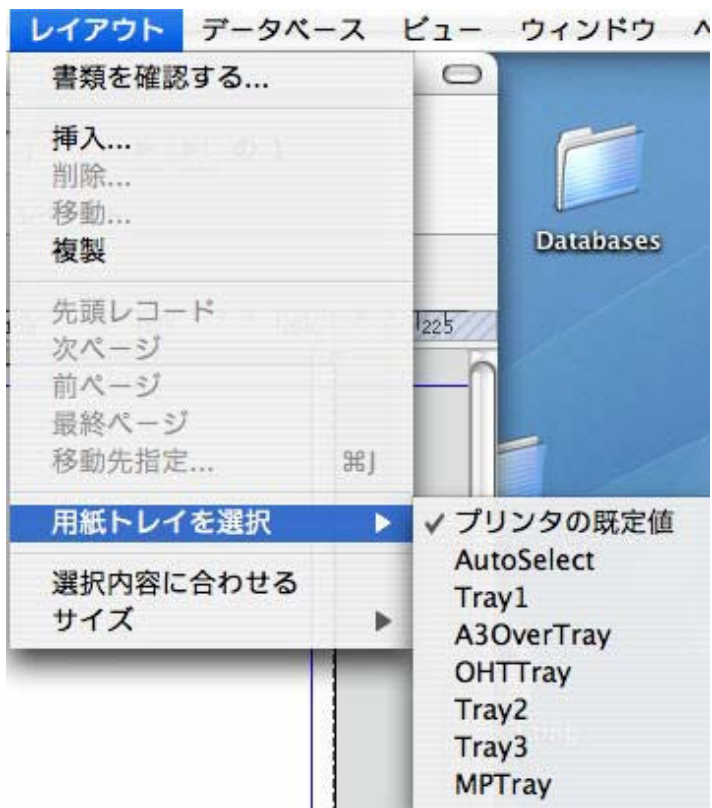 レイアウト データベース ビュー ウィンドウ
書類を確認する...
挿入...
削除...
移動...
複製
先頭レコード
次ページ
前ページ
最終ページ
移動先指定... ⌘J
用紙トレイを選択
選択内容に合わせる
サイズ
Databases
225
✓ プリンタの既定値
AutoSelect
Tray1
A3OverTray
OHTTray
Tray2
Tray3
MPTray